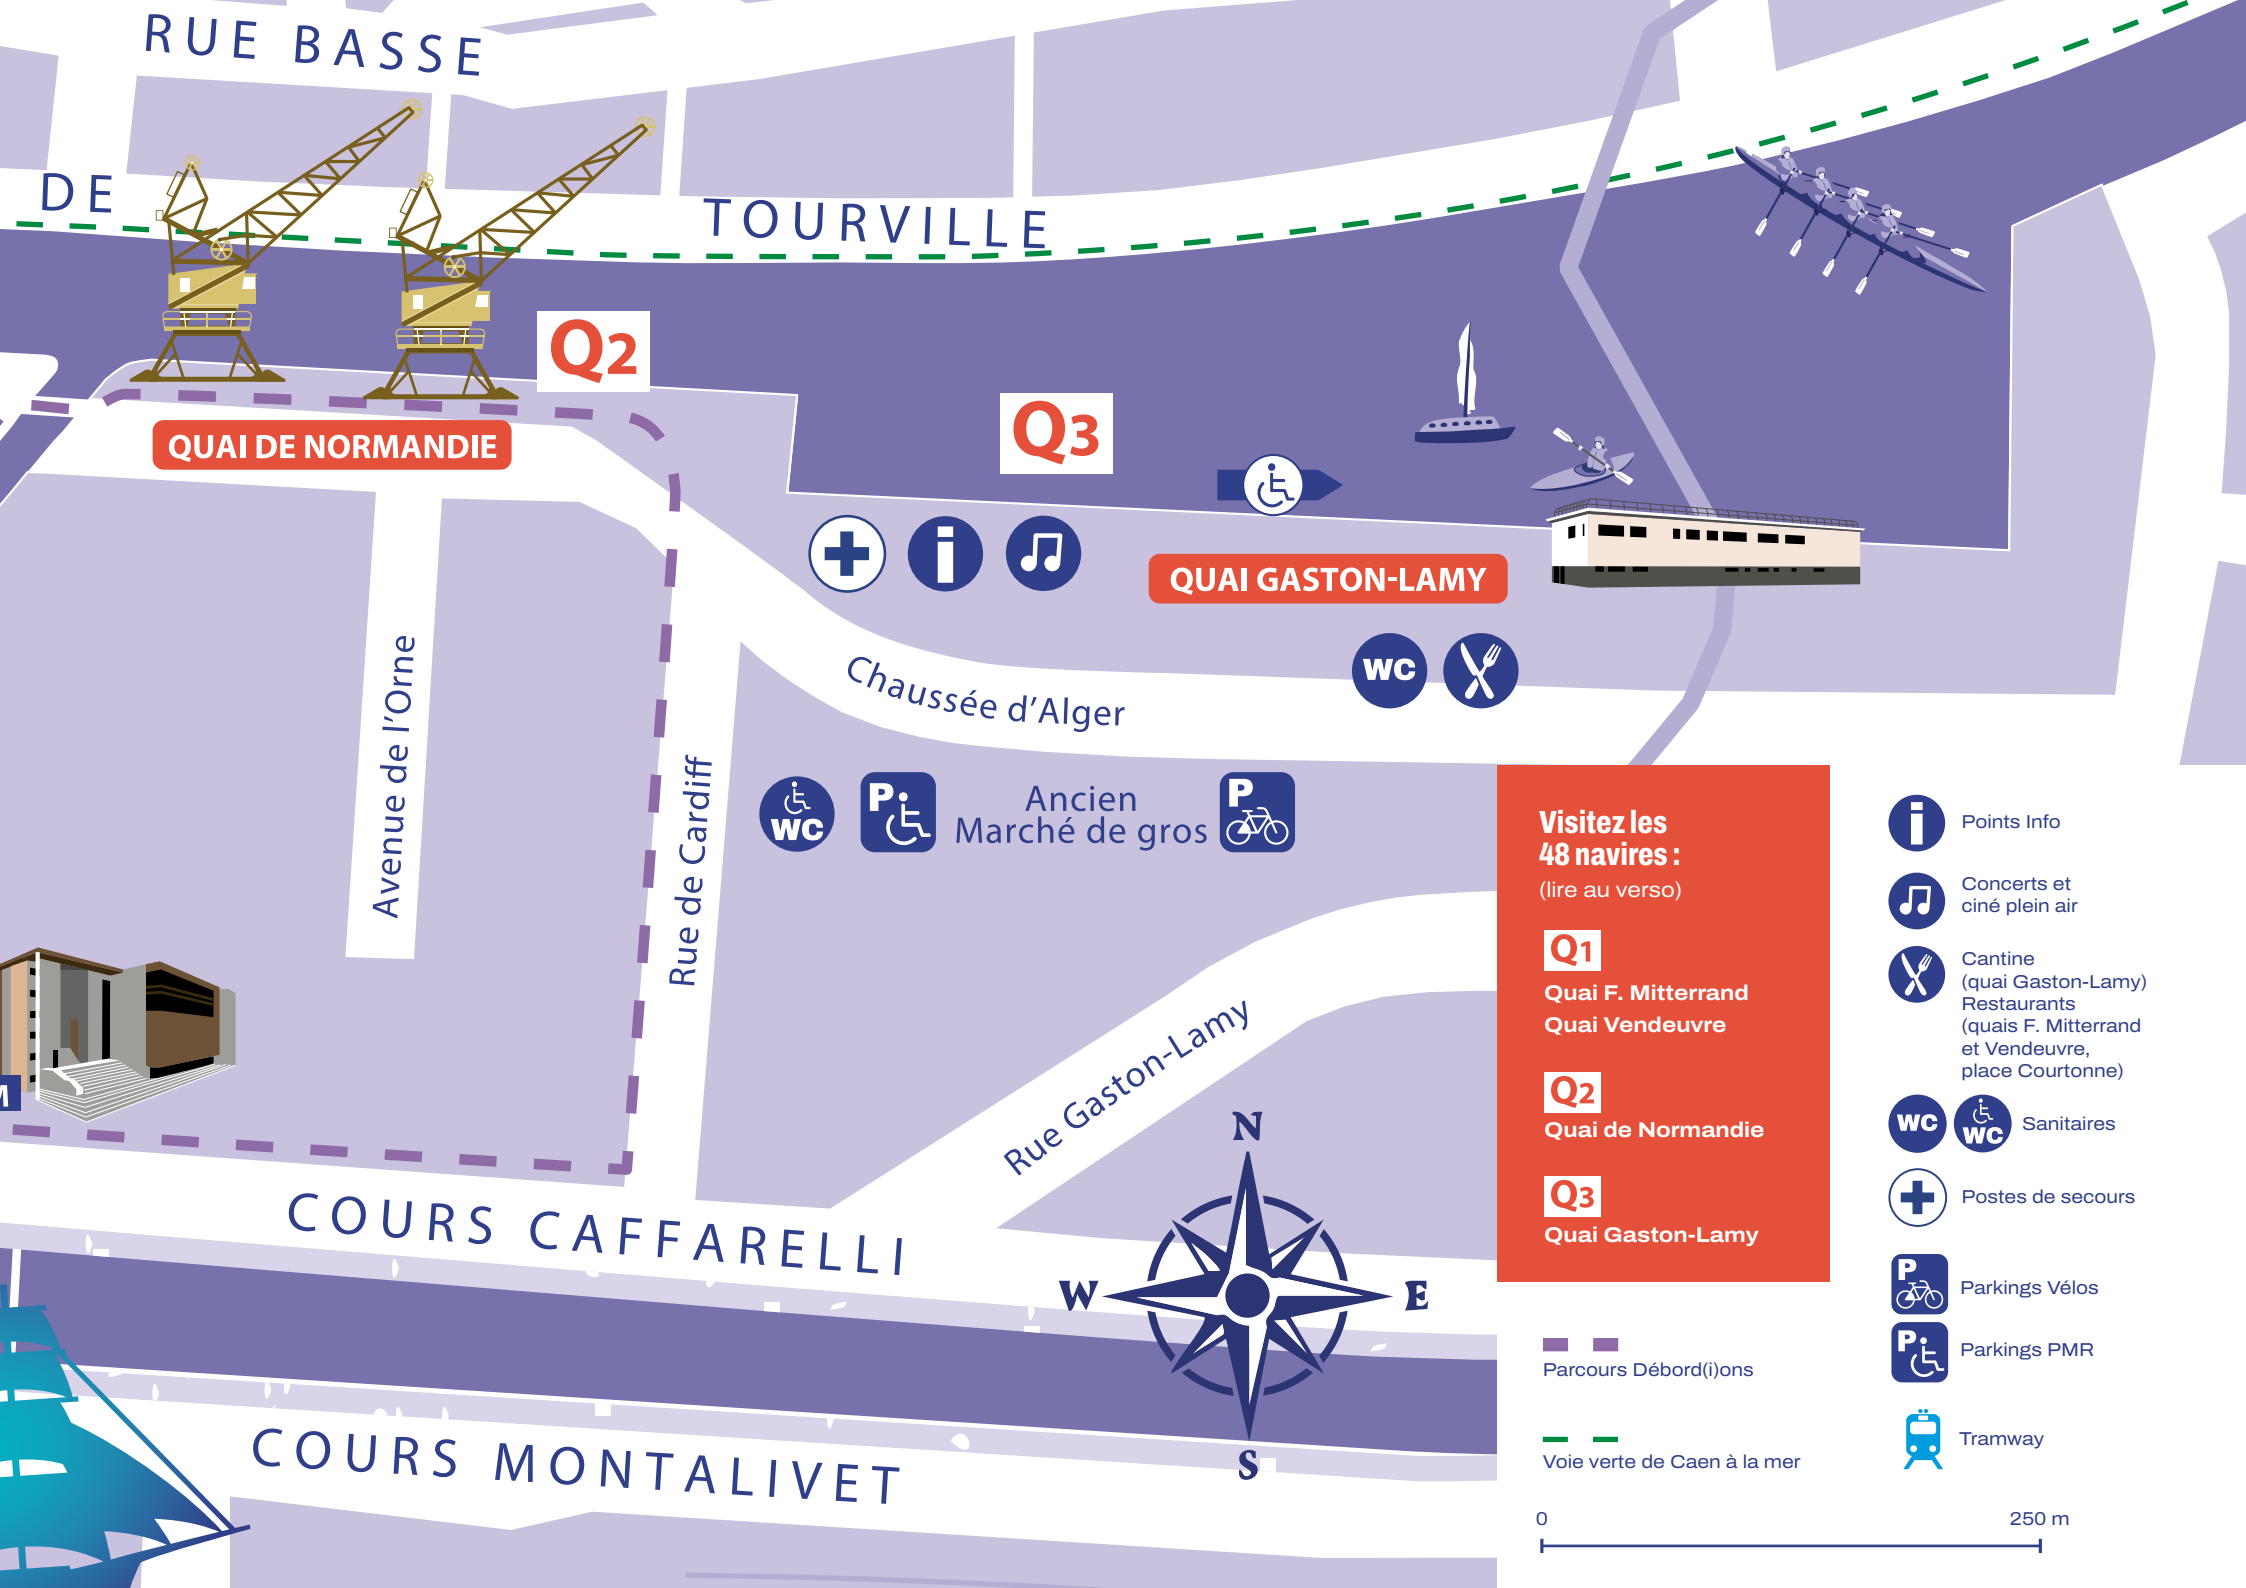 RUE BASSE
DE
TOURVILLE
Q2
QUAI DE NORMANDIE
Q3
QUAI GASTON-LAMY
WC
Chaussée d'Alger
Avenue de l'Orne
Rue de Cardiff
WC
P
Ancien
Marché de gros
P
Rue Gaston-Lamy
M
COURS CAFFARELLI
COURS MONTALIVET
N
W
E
S
Visitez les
48 navires :
(lire au verso)
Q1
Quai F. Mitterrand
Quai Vendeuvre
Q2
Quai de Normandie
Q3
Quai Gaston-Lamy
Parcours Débord(i)ons
Voie verte de Caen à la mer
Points Info
Concerts et
ciné plein air
Cantine
(quai Gaston-Lamy)
Restaurants
(quais F. Mitterrand
et Vendeuvre,
place Courtonne)
WC WC Sanitaires
Postes de secours
P Parkings Vélos
P Parkings PMR
Tramway
0 250 m